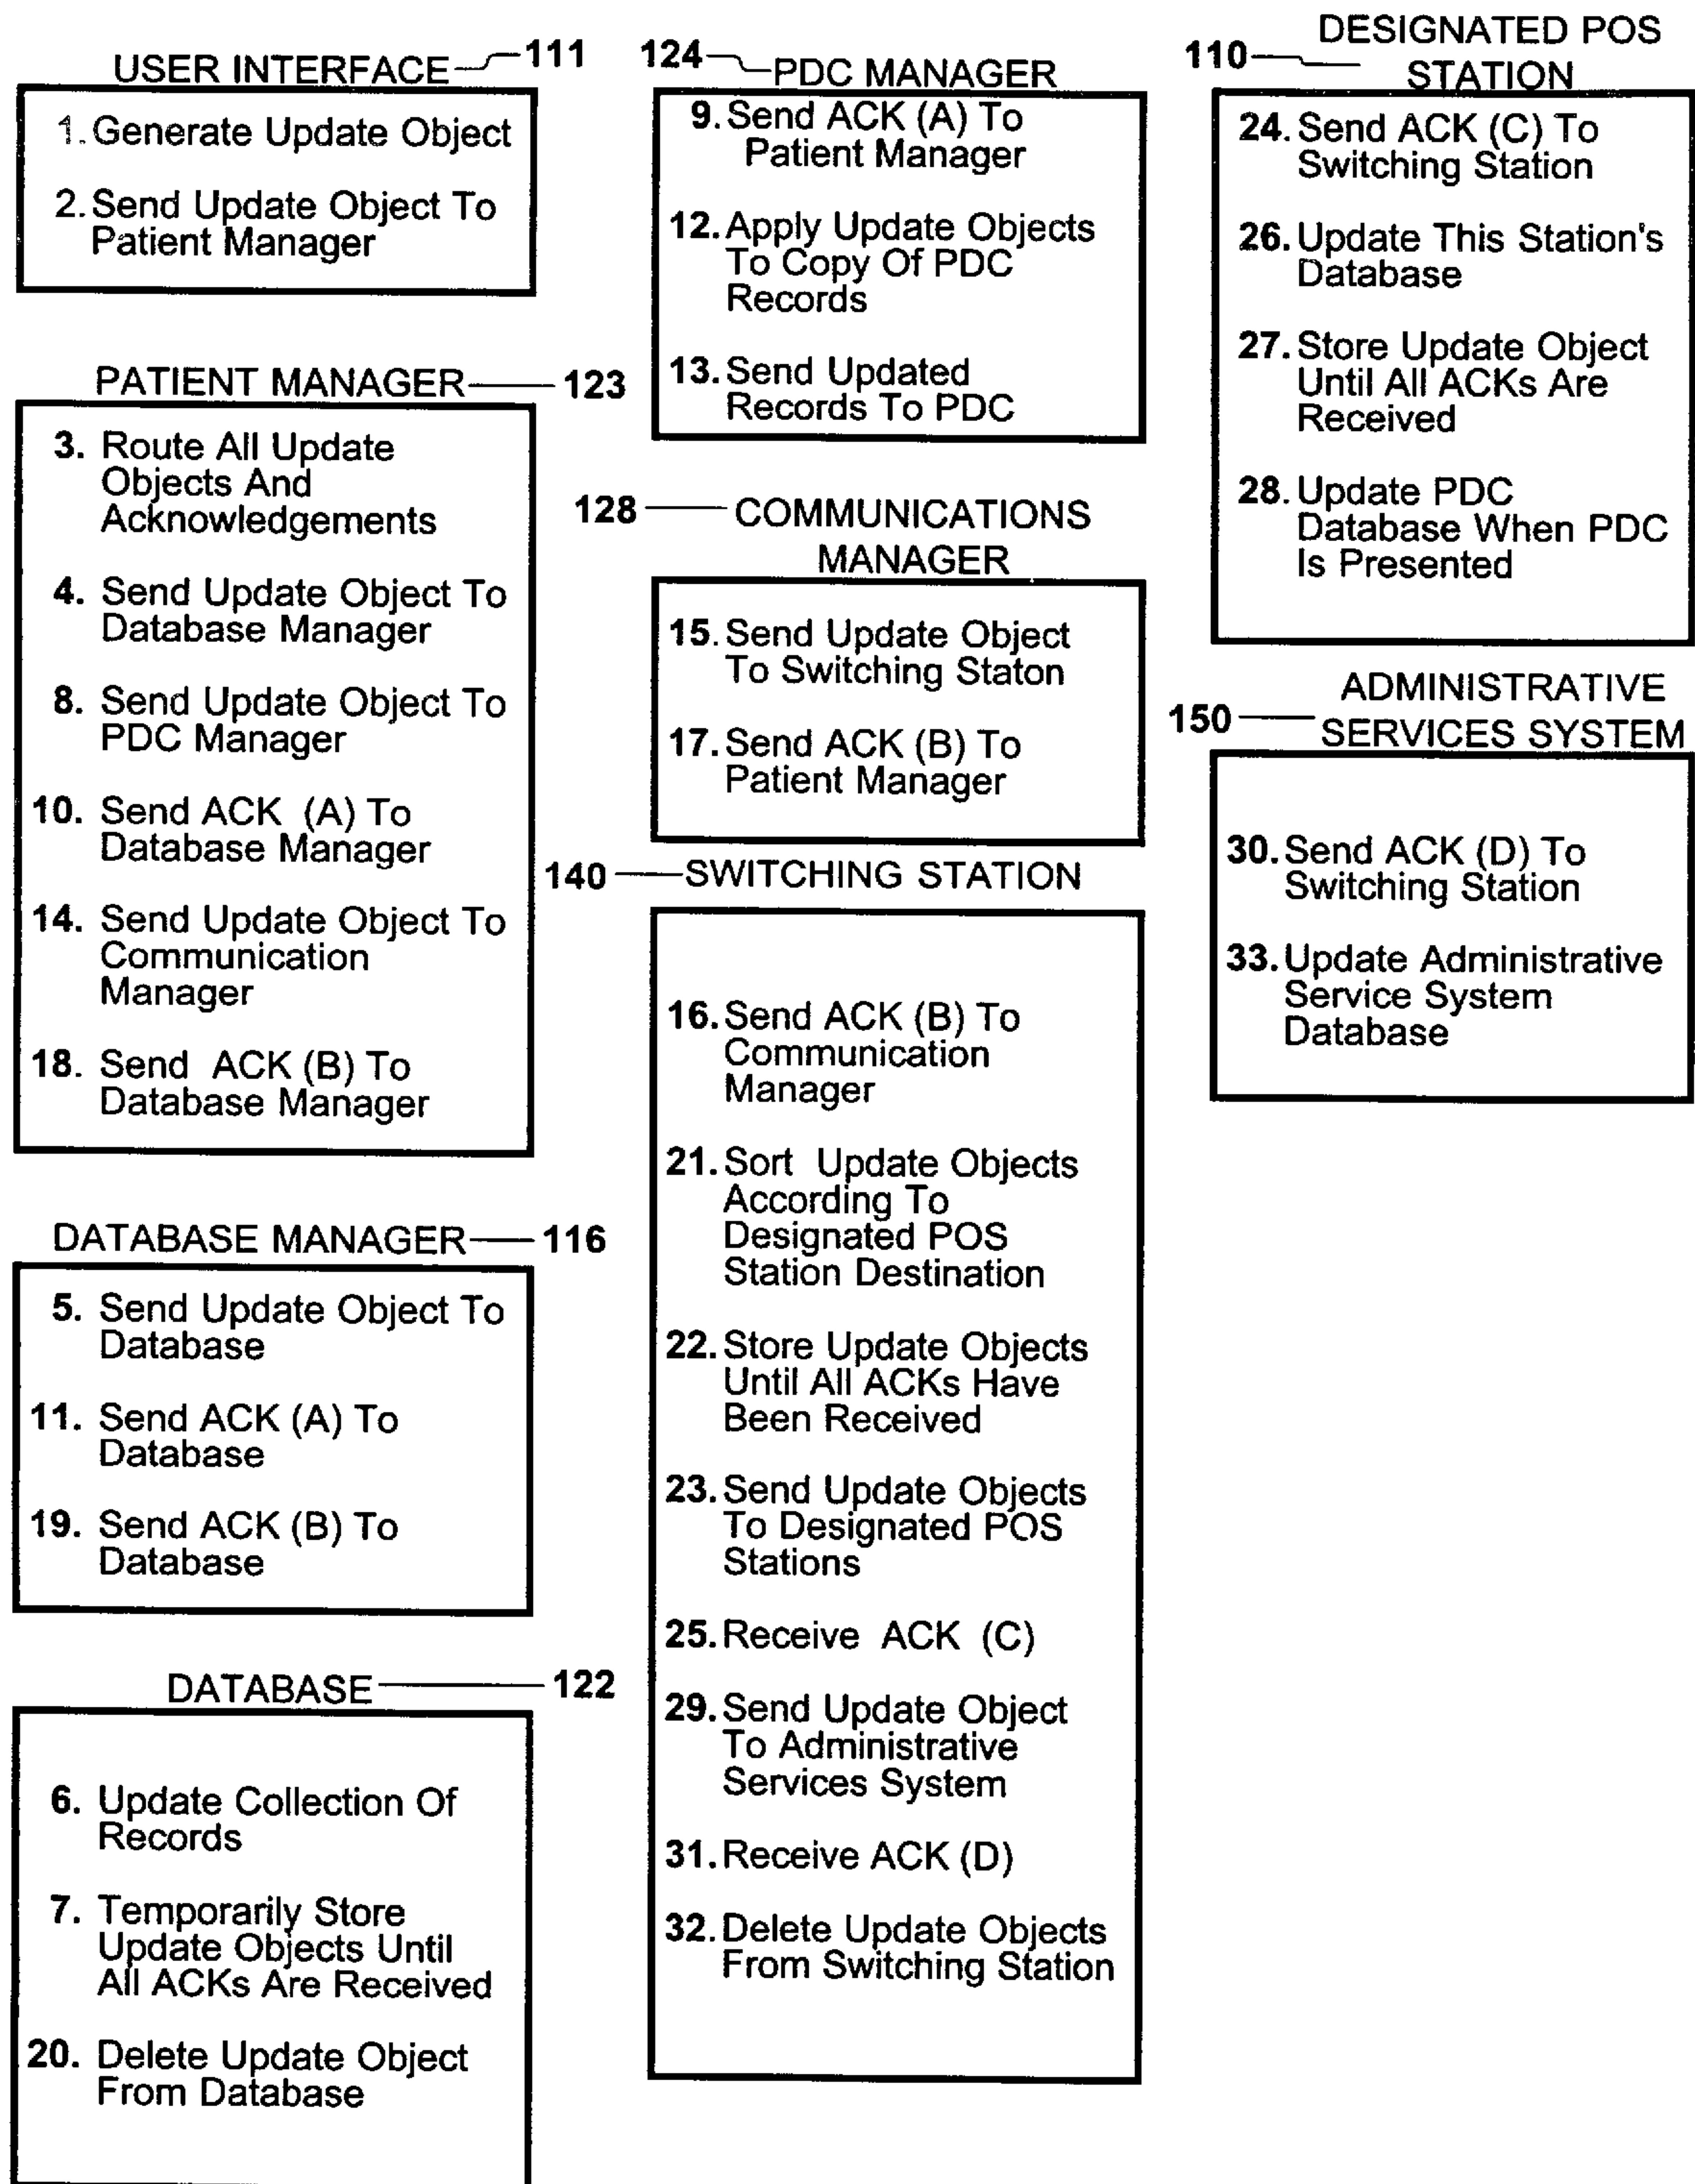 USER INTERFACE 111
1. Generate Update Object
2. Send Update Object To
Patient Manager
PATIENT MANAGER 123
3. Route All Update
Objects And
Acknowledgements
4. Send Update Object To
Database Manager
8. Send Update Object To
PDC Manager
10. Send ACK (A) To
Database Manager
14. Send Update Object To
Communication
Manager
18. Send ACK (B) To
Database Manager
DATABASE MANAGER 116
5. Send Update Object To
Database
11. Send ACK (A) To
Database
19. Send ACK (B) To
Database
DATABASE 122
6. Update Collection Of
Records
7. Temporarily Store
Update Objects Until
All ACKs Are Received
20. Delete Update Object
From Database
124 PDC MANAGER
9. Send ACK (A) To
Patient Manager
12. Apply Update Objects
To Copy Of PDC
Records
13. Send Updated
Records To PDC
128 COMMUNICATIONS
MANAGER
15. Send Update Object
To Switching Staton
17. Send ACK (B) To
Patient Manager
140 SWITCHING STATION
16. Send ACK (B) To
Communication
Manager
21. Sort Update Objects
According To
Designated POS
Station Destination
22. Store Update Objects
Until All ACKs Have
Been Received
23. Send Update Objects
To Designated POS
Stations
25. Receive ACK (C)
29. Send Update Object
To Administrative
Services System
31. Receive ACK (D)
32. Delete Update Objects
From Switching Station
DESIGNATED POS
110 STATION
24. Send ACK (C) To
Switching Station
26. Update This Station's
Database
27. Store Update Object
Until All ACKs Are
Received
28. Update PDC
Database When PDC
Is Presented
ADMINISTRATIVE
150 SERVICES SYSTEM
30. Send ACK (D) To
Switching Station
33. Update Administrative
Service System
Database